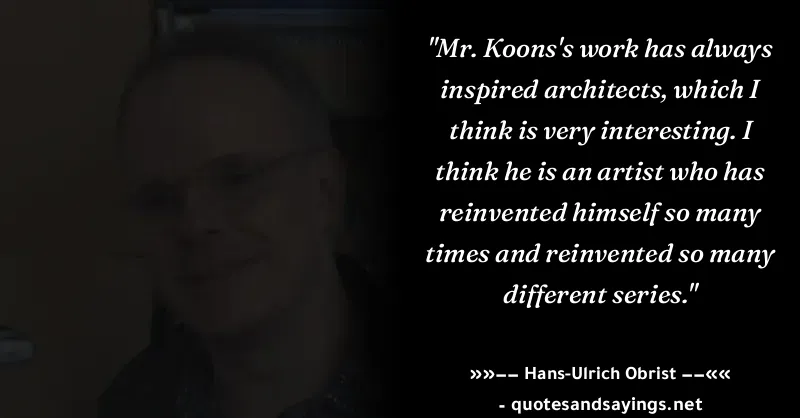 "Mr. Koons's work has always
inspired architects, which I
think is very interesting. I
think he is an artist who has
reinvented himself so many
times and reinvented so many
different series."
»»—— Hans-Ulrich Obrist ——««
- quotesandsayings.net